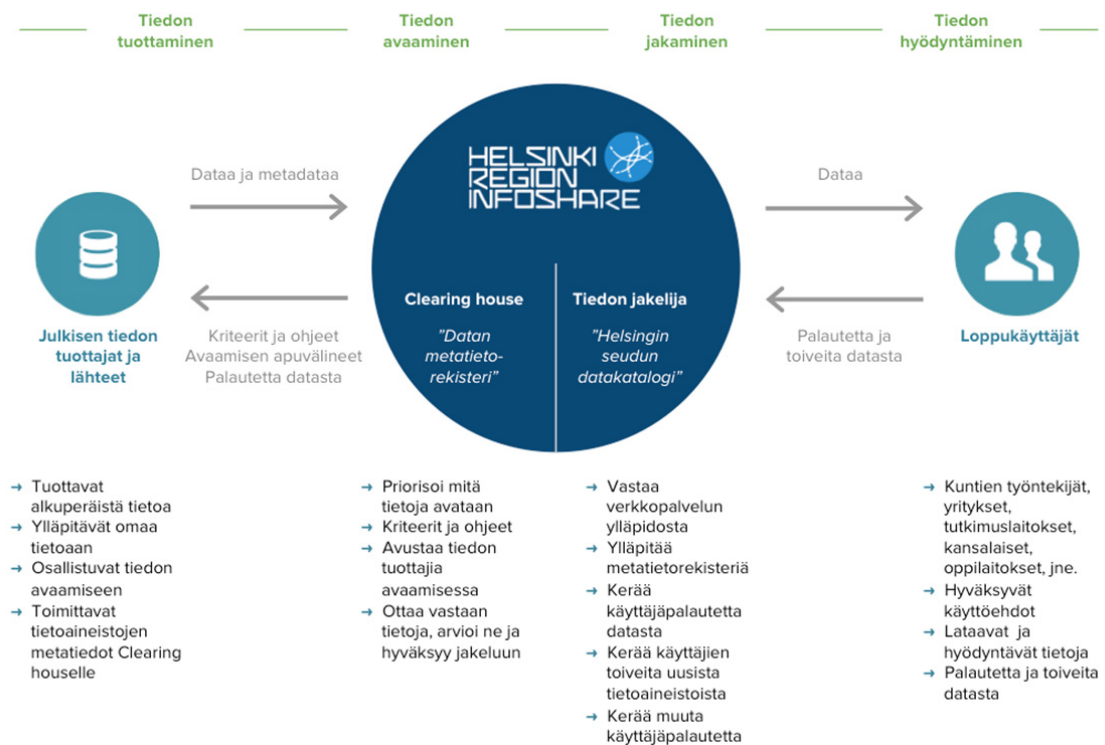 Tiedon
tuottaminen
Tiedon
avaaminen
Tiedon
jakaminen
Tiedon
hyödyntäminen
HELSINKI
REGION
INFOSHARE
Dataa ja metadataa
Dataa
Clearing house
"Datan
metatieto-
rekisteri"
Tiedon jakelija
"Helsingin
seudun
datakatalogi"
Julkisen tiedon
tuottajat ja
lähteet
Kriteerit ja ohjeet
Avaamisen apuvälineet
Palautetta datasta
Palautetta ja
toiveita datasta
Loppukäyttäjät
→ Tuottavat
alkuperäistä tietoa
→ Ylläpitävät omaa
tietoaan
→ Osallistuvat tiedon
avaamiseen
→ Toimittavat
tietoaineistojen
metatiedot Clearing
houselle
→ Priorisoi mitä
tietoja avataan
→ Kriteerit ja ohjeet
→ Avustaa tiedon
tuottajia
avaamisessa
→ Ottaa vastaan
tietoja, arvioi ne ja
hyväksyy jakeluun
→ Vastaa
verkkopalvelun
ylläpidosta
→ Ylläpitää
metatietorekisteriä
→ Kerää
käyttäjäpalautetta
datasta
→ Kerää käyttäjien
toiveita uusista
tietoaineistoista
→ Kerää muuta
käyttäjäpalautetta
→ Kuntien työntekijät,
yritykset,
tutkimuslaitokset,
kansalaiset,
oppilaitokset, jne.
→ Hyväksyvät
käyttöehdot
→ Lataavat ja
hyödyntävät tietoja
→ Palautetta ja toiveita
datasta